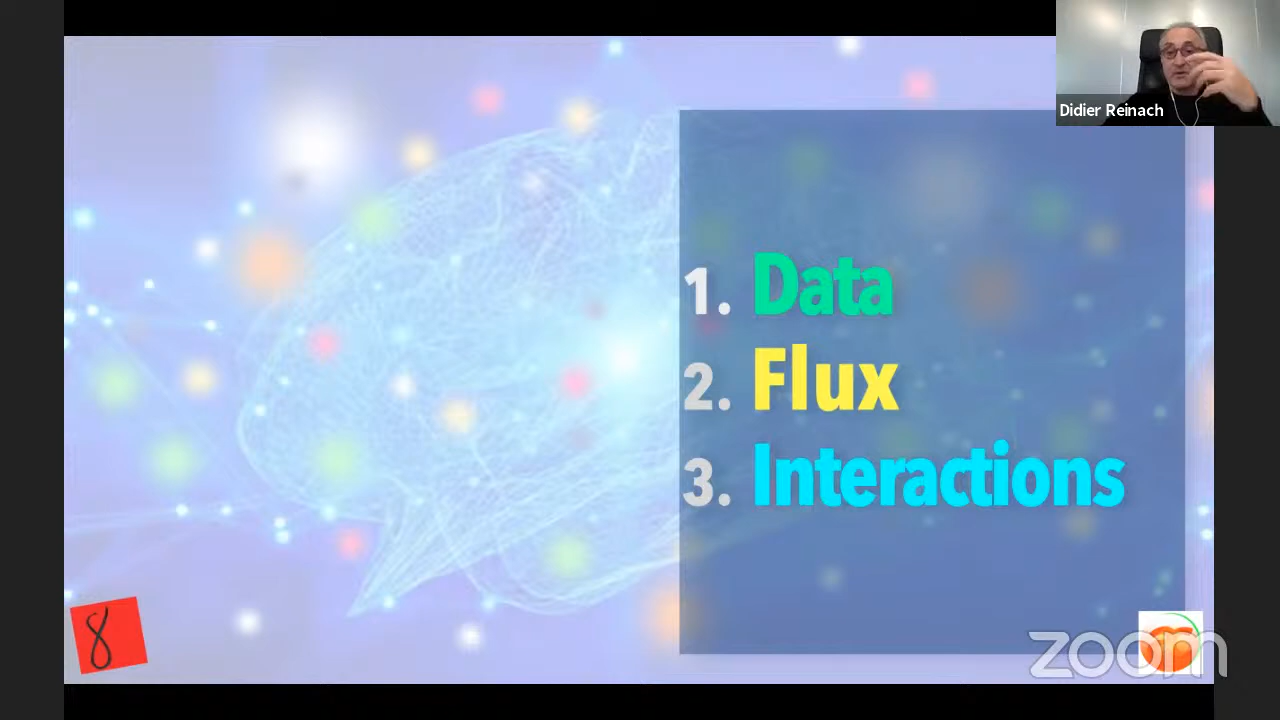 Didier Reinach
1. Data
2. Flux
3. Interactions
8
zoom